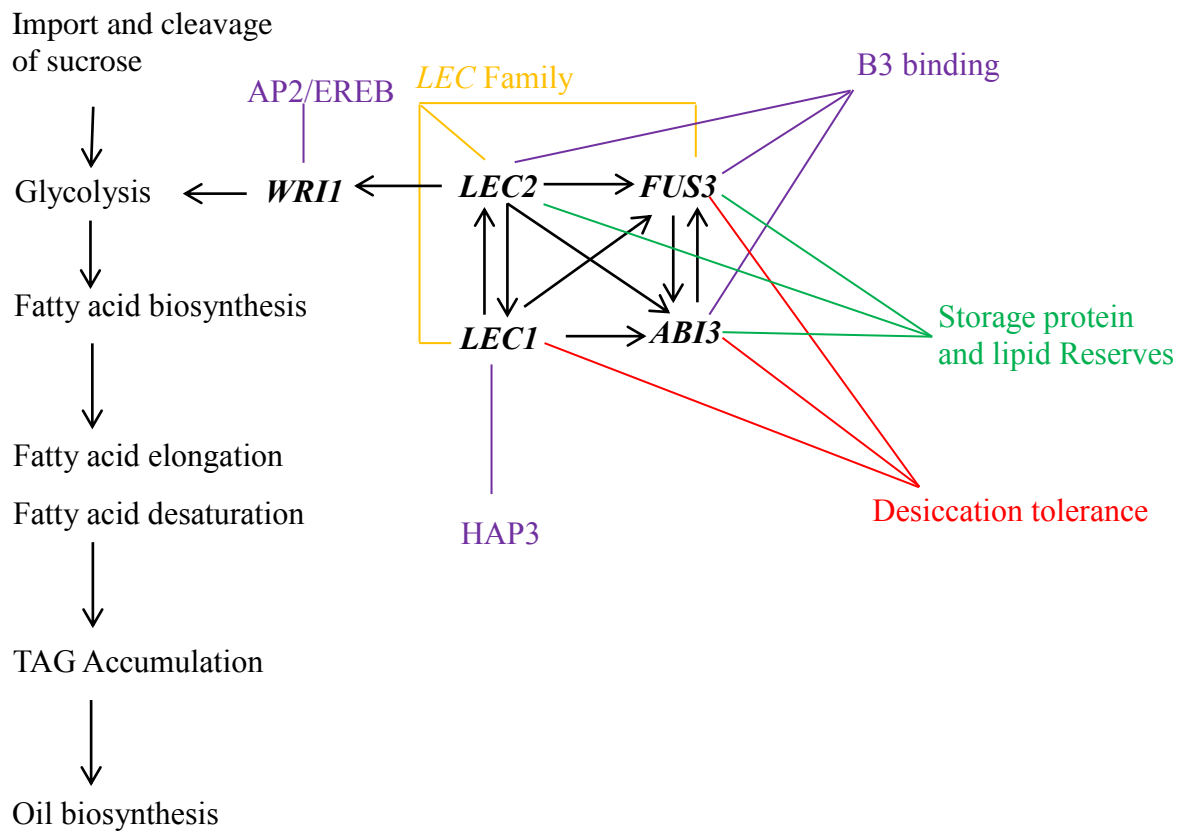 Import and cleavage
of sucrose
AP2/EREB
LEC Family
B3 binding
Glycolysis
WRI1
LEC2
FUS3
Fatty acid biosynthesis
LEC1
ABI3
Storage protein
and lipid Reserves
Fatty acid elongation
Fatty acid desaturation
HAP3
Desiccation tolerance
TAG Accumulation
Oil biosynthesis